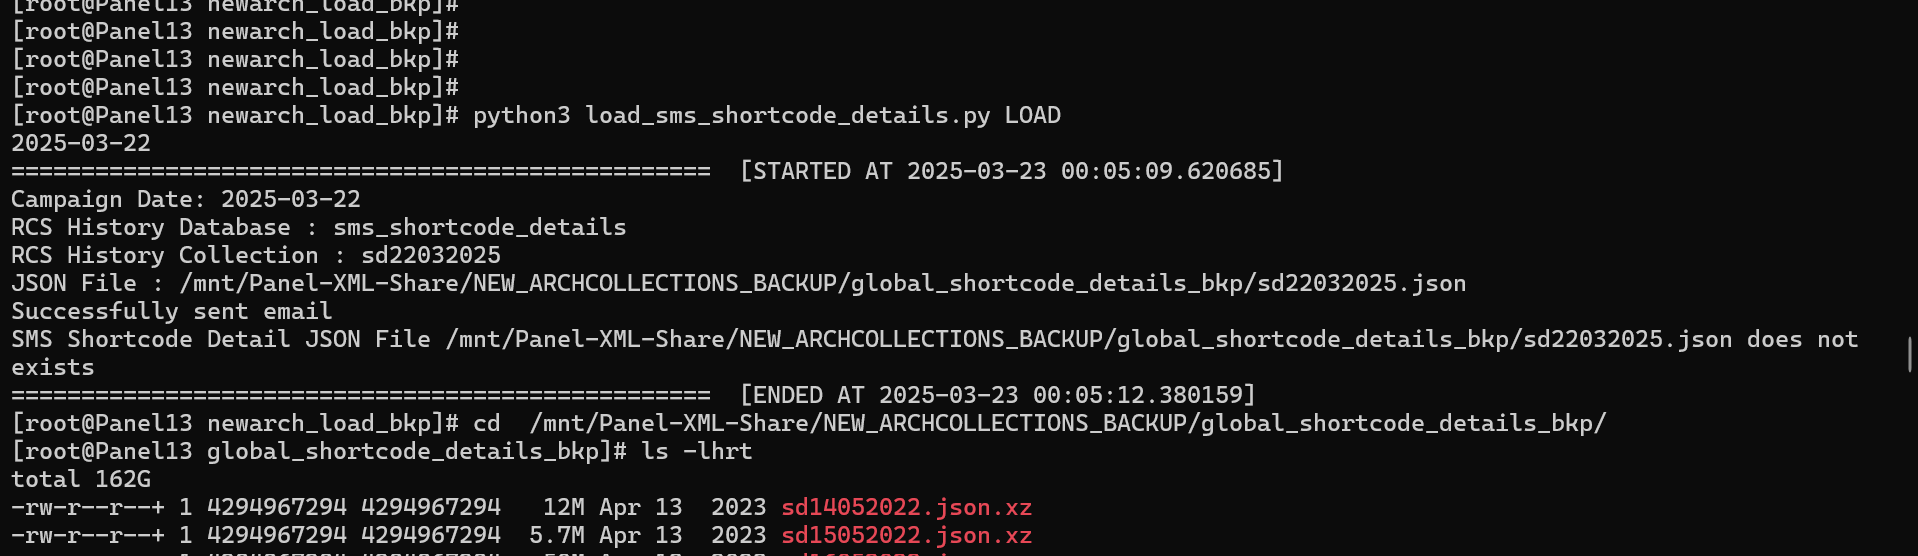 [root@Panel13 newarch_load_bkp]#
[root@Panel13 newarch_load_bkp]#
[root@Panel13 newarch_load_bkp]#
[root@Panel13 newarch_load_bkp]#
[root@Panel13 newarch_load_bkp]# python3 load_sms_shortcode_details.py LOAD
2025-03-22
================================================== [STARTED AT 2025-03-23 00:05:09.620685]
Campaign Date: 2025-03-22
RCS History Database : sms_shortcode_details
RCS History Collection : sd22032025
JSON File : /mnt/Panel-XML-Share/NEW_ARCHCOLLECTIONS_BACKUP/global_shortcode_details_bkp/sd22032025.json
Successfully sent email
SMS Shortcode Detail JSON File /mnt/Panel-XML-Share/NEW_ARCHCOLLECTIONS_BACKUP/global_shortcode_details_bkp/sd22032025.json does not
exists
================================================== [ENDED AT 2025-03-23 00:05:12.380159]
[root@Panel13 newarch_load_bkp]# cd  /mnt/Panel-XML-Share/NEW_ARCHCOLLECTIONS_BACKUP/global_shortcode_details_bkp/
[root@Panel13 global_shortcode_details_bkp]# ls -lhrt
total 162G
-rw-r--r--+ 1 4294967294 4294967294   12M Apr 13  2023 sd14052022.json.xz
-rw-r--r--+ 1 4294967294 4294967294  5.7M Apr 13  2023 sd15052022.json.xz